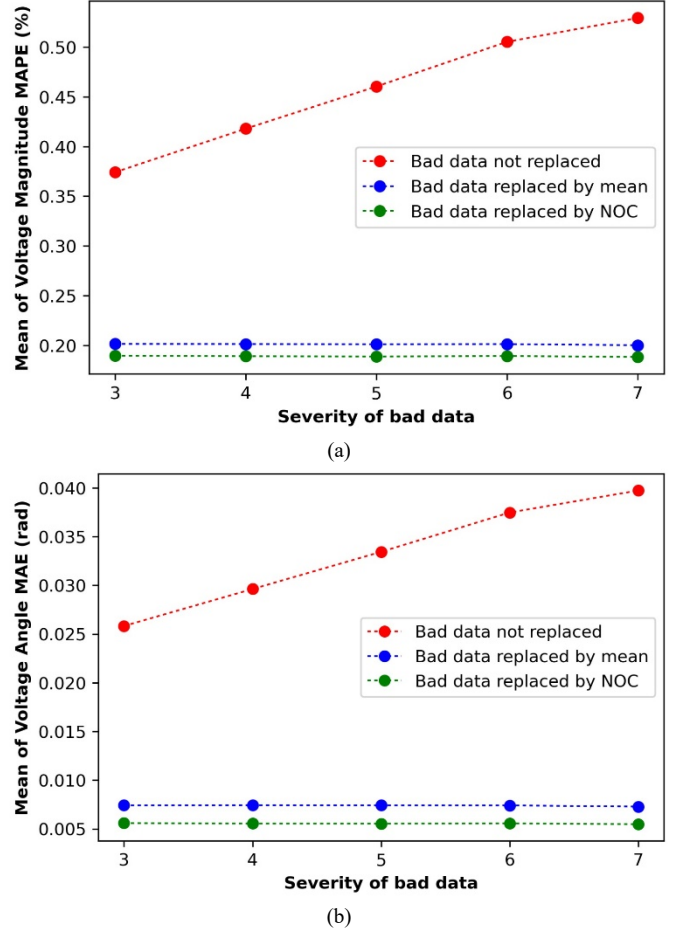 Mean of Voltage Magnitude MAPE (%)
0.50
0.45
0.40
0.35
0.30
0.25
0.20
Bad data not replaced
Bad data replaced by mean
Bad data replaced by NOC
3 4 5 6 7
Severity of bad data
(a)
Mean of Voltage Angle MAE (rad)
0.040
0.035
0.030
0.025
0.020
0.015
0.010
0.005
Bad data not replaced
Bad data replaced by mean
Bad data replaced by NOC
3 4 5 6 7
Severity of bad data
(b)